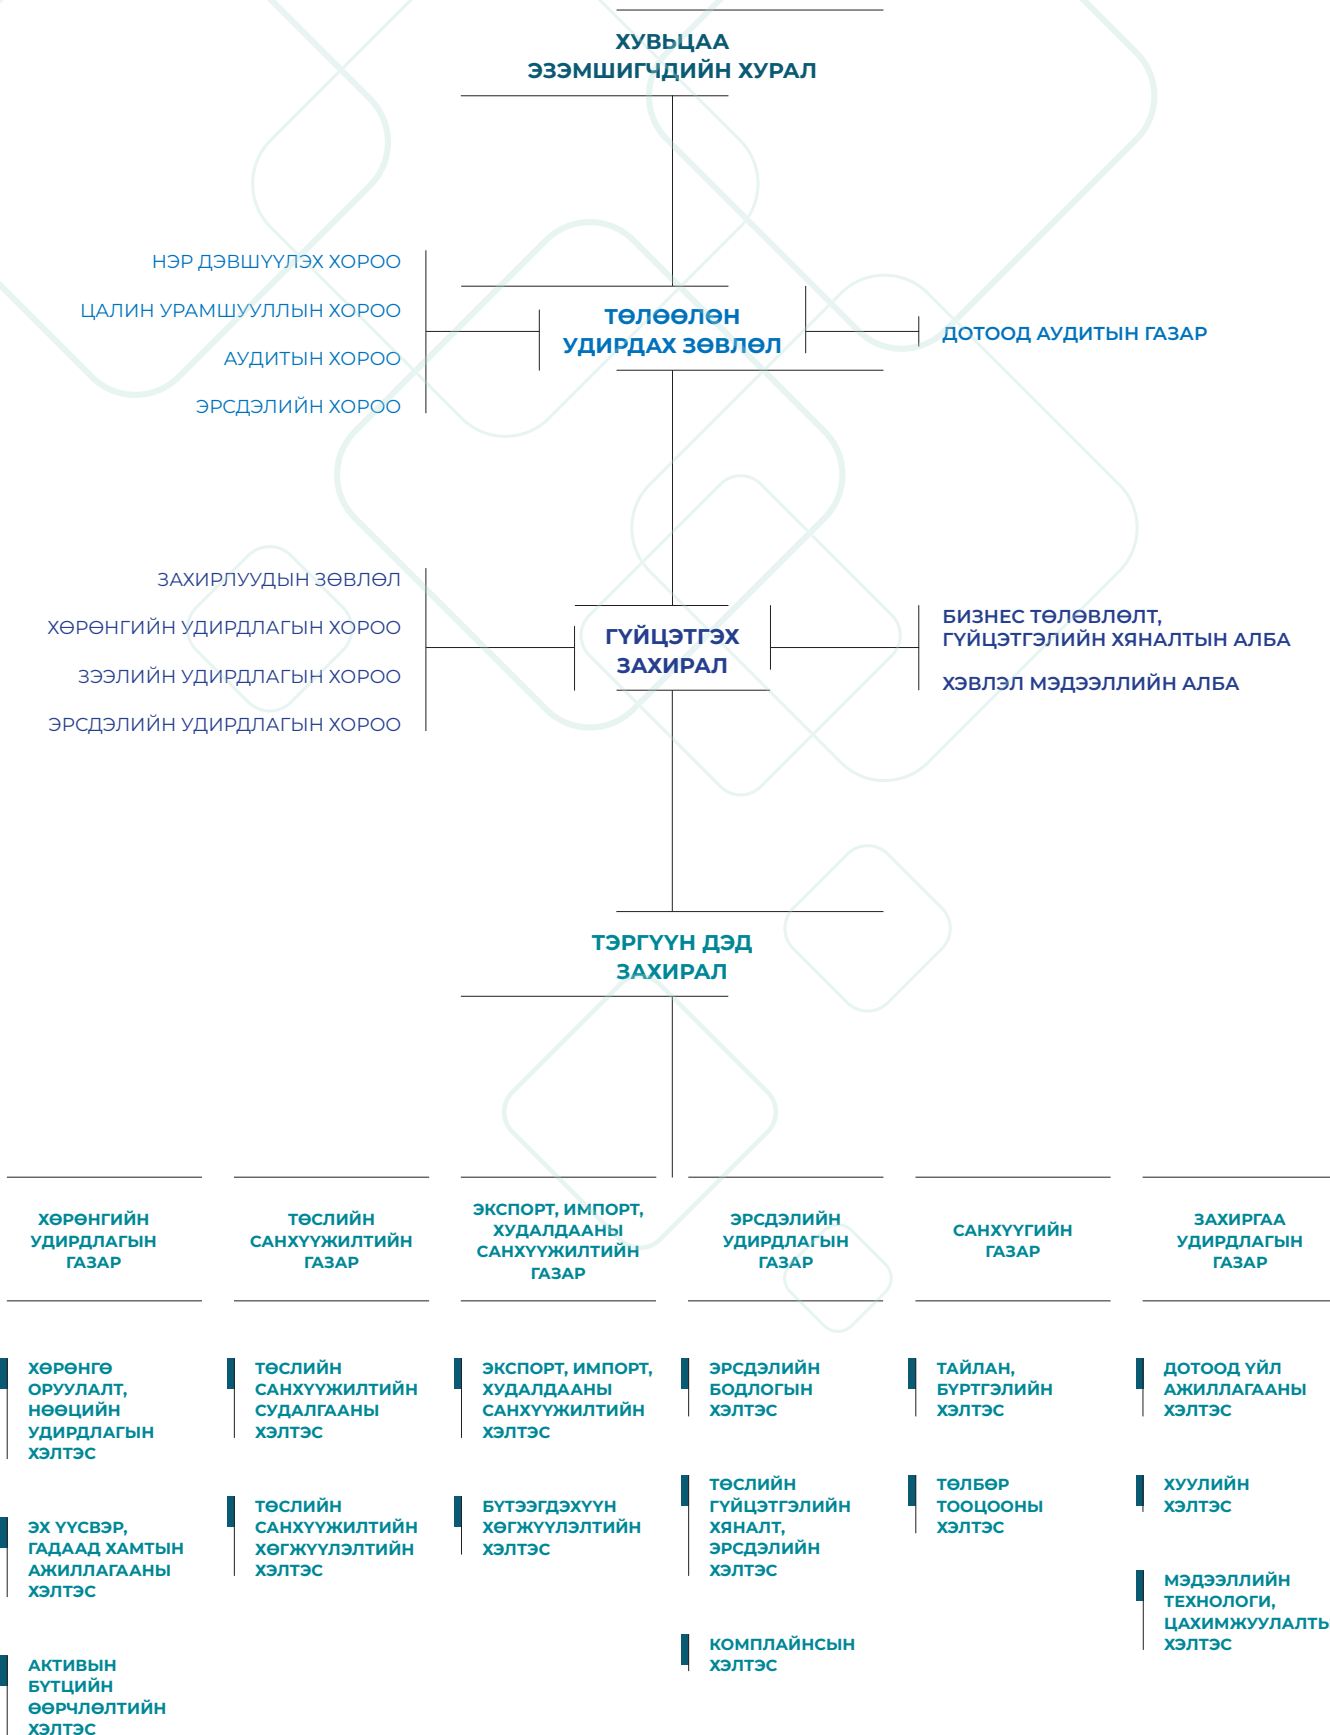 ХУВЬЦАА
ЭЗЭМШИГЧДИЙН ХУРАЛ
НЭР ДЭВШҮҮЛЭХ ХОРОО
ЦАЛИН УРАМШУУЛЛЫН ХОРОО
АУДИТЫН ХОРОО
ЭРСДЭЛИЙН ХОРОО
ТӨЛӨӨЛӨН
УДИРДАХ ЗӨВЛӨЛ
ДОТООД АУДИТЫН ГАЗАР
ЗАХИРЛУУДЫН ЗӨВЛӨЛ
ХӨРӨНГИЙН УДИРДЛАГЫН ХОРОО
ЗЭЭЛИЙН УДИРДЛАГЫН ХОРОО
ЭРСДЭЛИЙН УДИРДЛАГЫН ХОРОО
ГҮЙЦЭТГЭХ
ЗАХИРАЛ
БИЗНЕС ТӨЛӨВЛӨЛТ,
ГҮЙЦЭТГЭЛИЙН ХЯНАЛТЫН АЛБА
ХЭВЛЭЛ МЭДЭЭЛЛИЙН АЛБА
ТЭРГҮҮН ДЭД
ЗАХИРАЛ
ХӨРӨНГИЙН
УДИРДЛАГЫН
ГАЗАР
ТӨСЛИЙН
САНХҮҮЖИЛТИЙН
ГАЗАР
ЭКСПОРТ, ИМПОРТ,
ХУДАЛДААНЫ
САНХҮҮЖИЛТИЙН
ГАЗАР
ЭРСДЭЛИЙН
УДИРДЛАГЫН
ГАЗАР
САНХҮҮГИЙН
ГАЗАР
ЗАХИРГАА
УДИРДЛАГЫН
ГАЗАР
ХӨРӨНГӨ
ОРУУЛАЛТ,
НӨӨЦИЙН
УДИРДЛАГЫН
ХЭЛТЭС
ЭХ ҮҮСВЭР,
ГАДААД ХАМТЫН
АЖИЛЛАГААНЫ
ХЭЛТЭС
АКТИВЫН
БҮТЦИЙН
ӨӨРЧЛӨЛТИЙН
ХЭЛТЭС
ТӨСЛИЙН
САНХҮҮЖИЛТИЙН
СУДАЛГААНЫ
ХЭЛТЭС
ТӨСЛИЙН
САНХҮҮЖИЛТИЙН
ХӨГЖҮҮЛЭЛТИЙН
ХЭЛТЭС
ЭКСПОРТ, ИМПОРТ,
ХУДАЛДААНЫ
САНХҮҮЖИЛТИЙН
ХЭЛТЭС
БҮТЭЭГДЭХҮҮН
ХӨГЖҮҮЛЭЛТИЙН
ХЭЛТЭС
ЭРСДЭЛИЙН
БОДЛОГЫН
ХЭЛТЭС
ТӨСЛИЙН
ГҮЙЦЭТГЭЛИЙН
ХЯНАЛТ,
ЭРСДЭЛИЙН
ХЭЛТЭС
КОМПЛАЙНСЫН
ХЭЛТЭС
ТАЙЛАН,
БҮРТГЭЛИЙН
ХЭЛТЭС
ТӨЛБӨР
ТООЦООНЫ
ХЭЛТЭС
ДОТООД ҮЙЛ
АЖИЛЛАГААНЫ
ХЭЛТЭС
ХУУЛИЙН
ХЭЛТЭС
МЭДЭЭЛЛИЙН
ТЕХНОЛОГИ,
ХЭЛТЭС